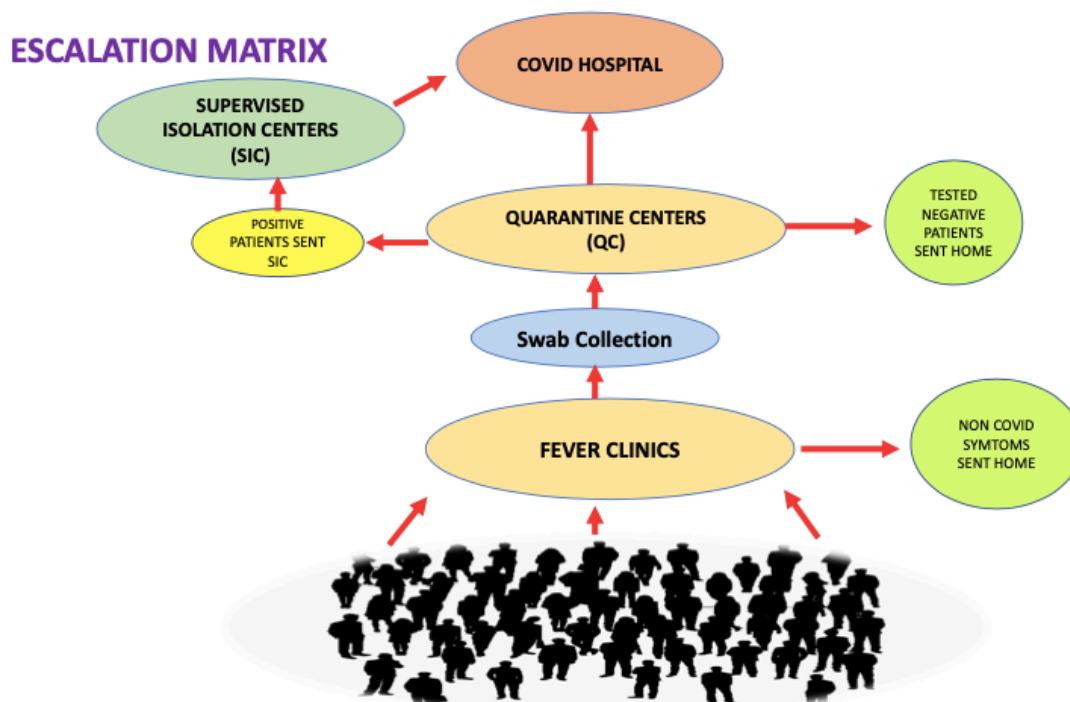 ESCALATION MATRIX
COVID HOSPITAL
SUPERVISED
ISOLATION CENTERS
(SIC)
POSITIVE
PATIENTS SENT
SIC
QUARANTINE CENTERS
(QC)
TESTED
NEGATIVE
PATIENTS
SENT HOME
Swab Collection
FEVER CLINICS
NON COVID
SYMTOMS
SENT HOME